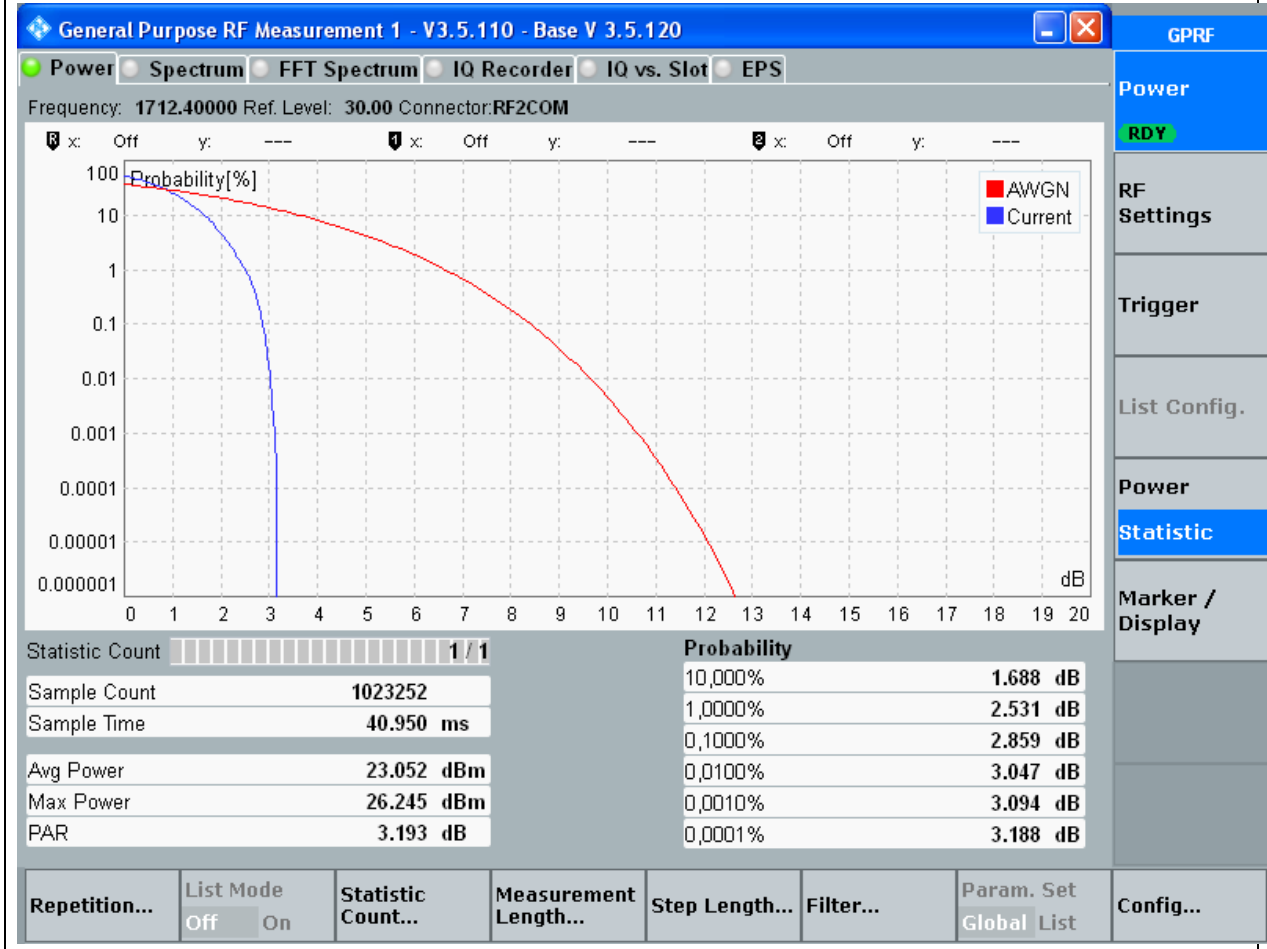 General Purpose RF Measurement 1 - V3.5.110 - Base V 3.5.120
GPRF
Power Spectrum FFT Spectrum IQ Recorder IQ vs. Slot EPS
Frequency: 1712.40000 Ref. Level: 30.00 Connector:RF2COM
R x: Off y: --- 1 x: Off y: --- 2 x: Off y: ---
Probability[%]
AWGN
Current
100
10
1
0.1
0.01
0.001
0.0001
0.00001
0.000001
dB
0 1 2 3 4 5 6 7 8 9 10 11 12 13 14 15 16 17 18 19 20
Statistic Count 1 / 1
Sample Count 1023252
Sample Time 40.950 ms
Avg Power 23.052 dBm
Max Power 26.245 dBm
PAR 3.193 dB
Probability
10,000% 1.688 dB
1,0000% 2.531 dB
0,1000% 2.859 dB
0,0100% 3.047 dB
0,0010% 3.094 dB
0,0001% 3.188 dB
Power
RDY
RF
Settings
Trigger
List Config.
Power
Statistic
Marker /
Display
Repetition...
List Mode
Off On
Statistic
Count...
Measurement
Length...
Step Length...
Filter...
Param. Set
Global List
Config...